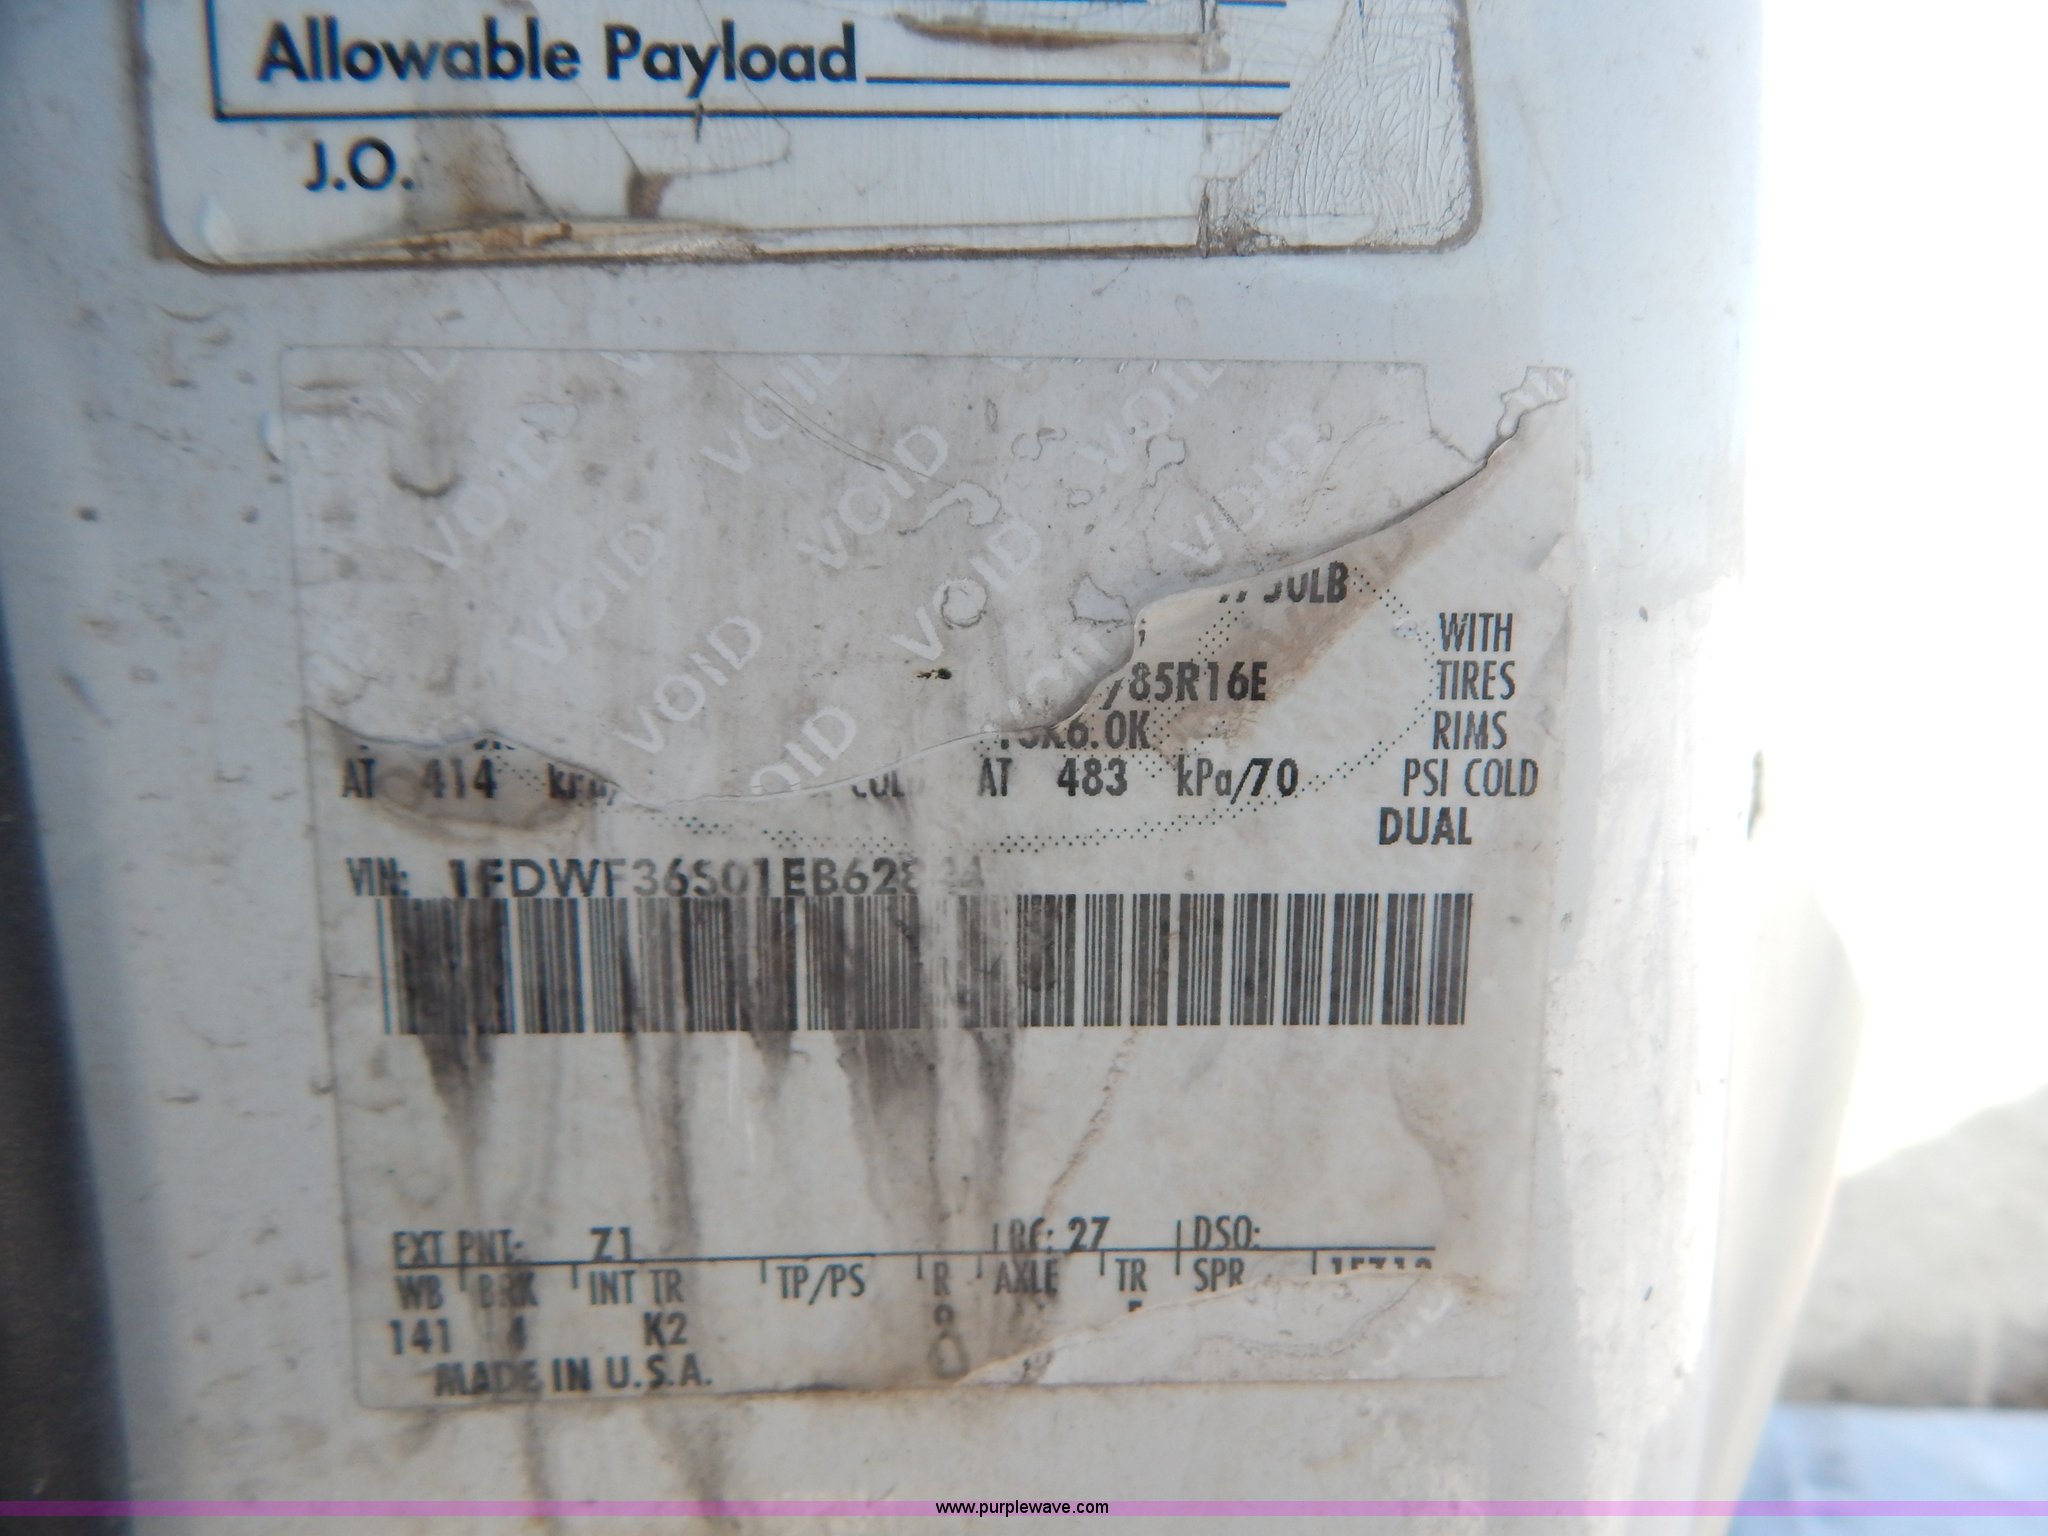 Allowable Payload
J.O.
VOID VOID
VOID VOID VOID
VOID VOID
VOID
WITH
/85R16E TIRES
6.0K RIMS
AT 414 AT 483 kPa/70 PSI COLD
DUAL
VIN:
EXT PNT: Z1 27 DSO:
WB BRK INT TR TP/PS R AXLE TR SPR
141 4 K2
MADE IN U.S.A.
www.purplewave.com